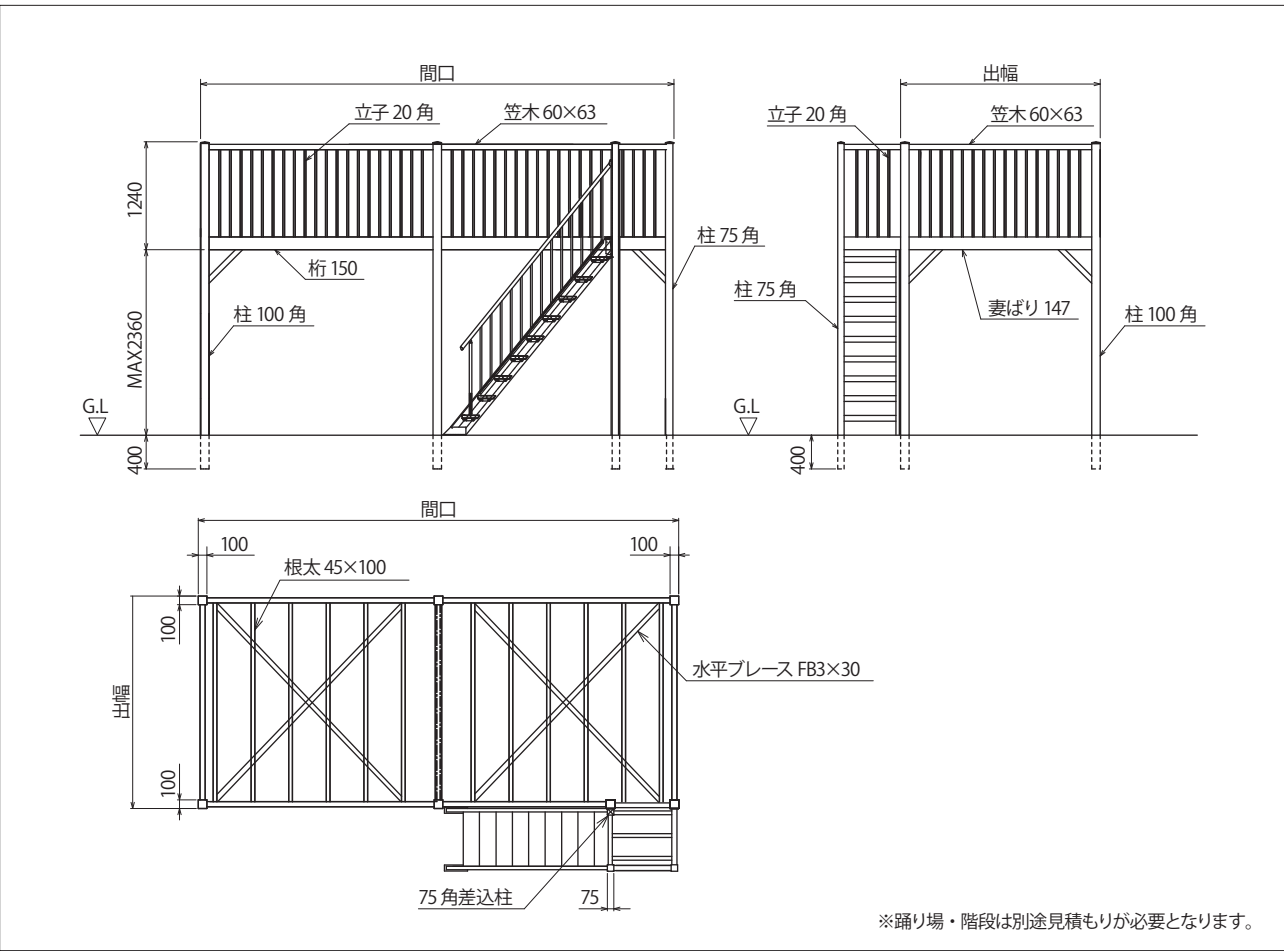 間口
立子 20 角
笠木 60×63
1240
桁 150
柱 75 角
柱 100 角
MAX2360
G.L
400
出幅
立子 20 角
笠木 60×63
柱 75 角
妻ばり 147
柱 100 角
G.L
400
間口
100
100
根太 45×100
100
水平ブレース FB3×30
出幅
100
75 角差込柱
75
※踊り場・階段は別途見積もりが必要となります。